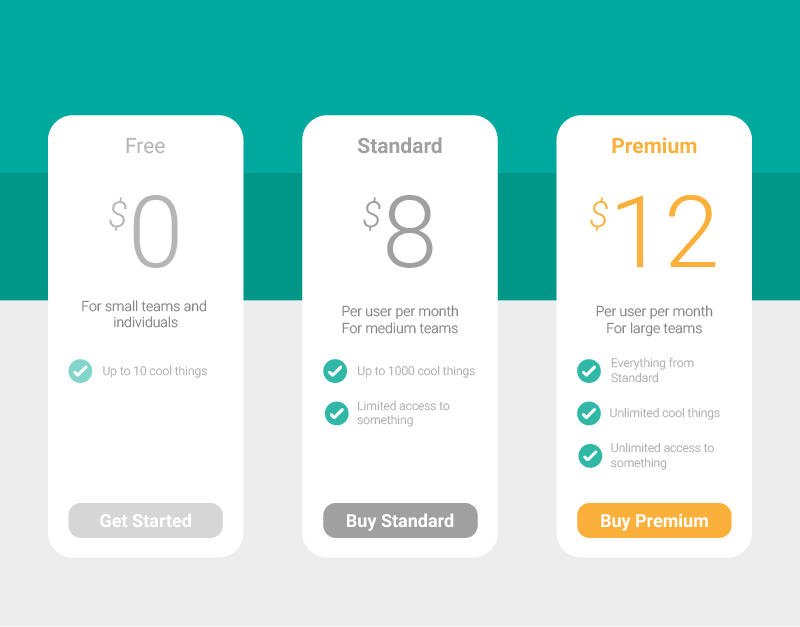 Free
$0
For small teams and
individuals
Up to 10 cool things
Get Started
Standard
$8
Per user per month
For medium teams
Up to 1000 cool things
Limited access to
something
Buy Standard
Premium
$12
Per user per month
For large teams
Everything from
Standard
Unlimited cool things
Unlimited access to
something
Buy Premium